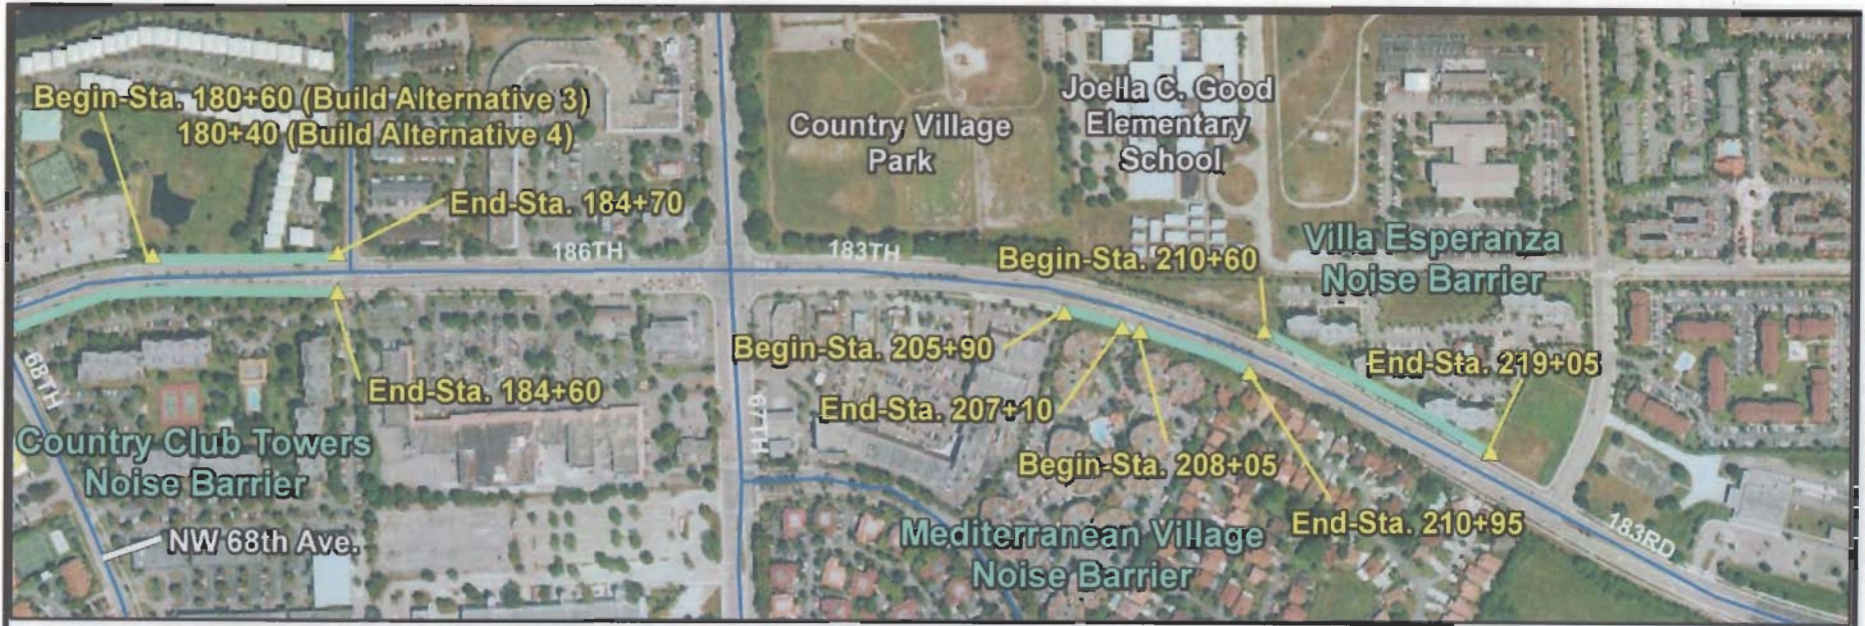 Begin-Sta. 180+60 (Build Alternative 3)
180+40 (Build Alternative 4)
End-Sta. 184+70
186TH
Country Village
Park
Joella C. Good
Elementary
School
183TH
Begin-Sta. 210+60
Villa Esperanza
Noise Barrier
Begin-Sta. 205+90
End-Sta. 219+05
68TH
End-Sta. 184+60
67TH
End-Sta. 207+10
Country Club Towers
Noise Barrier
Begin-Sta. 208+05
NW 68th Ave.
Mediterranean Village
Noise Barrier
End-Sta. 210+95
183RD